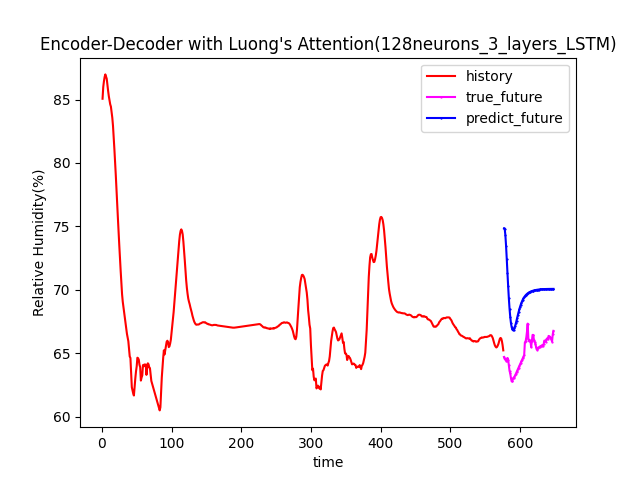 Encoder-Decoder with Luong's Attention(128neurons_3_layers_LSTM)
history
true_future
predict_future
Relative Humidity(%)
85
80
75
70
65
60
0 100 200 300 400 500 600
time